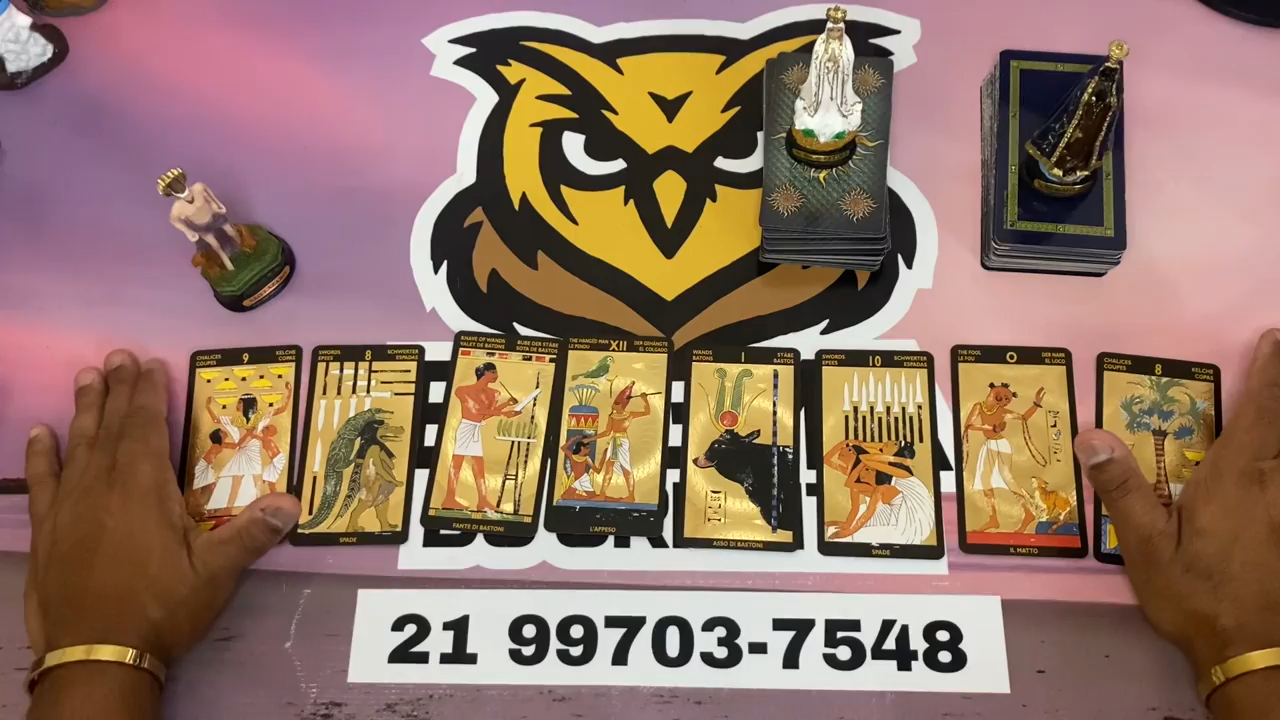 CHALICES
COUPES
9
KELCHE
COPAS
SWORDS
EPEES
8
SCHWERTER
ESPADAS
SPADE
KNAVE OF WANDS
VALET DE BATONS
BUBE DER STÄBE
SOTA DE BASTOS
FANTE DI BASTONI
THE HANGED MAN
LE PENDU
XII
DER GEHÄNGTE
EL COLGADO
L'APPESO
WANDS
BATONS
1
STÄBE
BASTOS
ASSO DI BASTONI
SWORDS
EPEES
10
SCHWERTER
ESPADAS
SPADE
THE FOOL
LE FOU
0
DER NARR
EL LOCO
IL MATTO
CHALICES
COUPES
8
KELCHE
COPAS
21 99703-7548